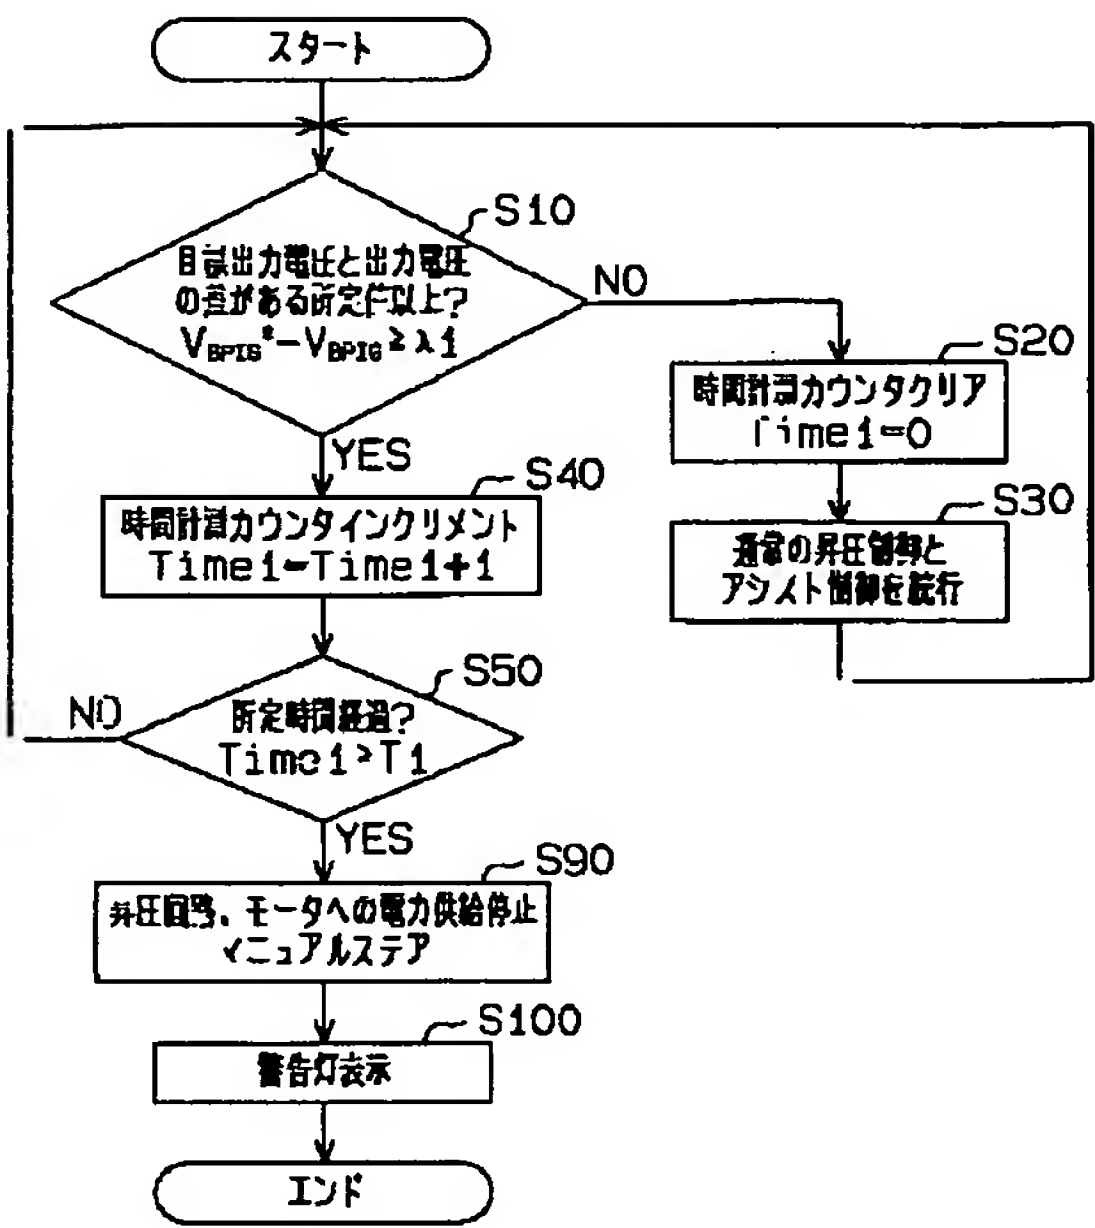 スタート
S10
目標出力電圧と出力電圧
の差がある所定値以上?
VBPIG*-VBPIG≧λ1
NO
S20
時間計測カウンタクリア
Time1=0
YES
S40
時間計測カウンタインクリメント
Time1=Time1+1
S30
通常の昇圧制御と
アシスト制御を続行
S50
所定時間経過?
Time1>T1
NO
YES
S90
昇圧回路、モータへの電力供給停止
マニュアルステア
S100
警告灯表示
エンド